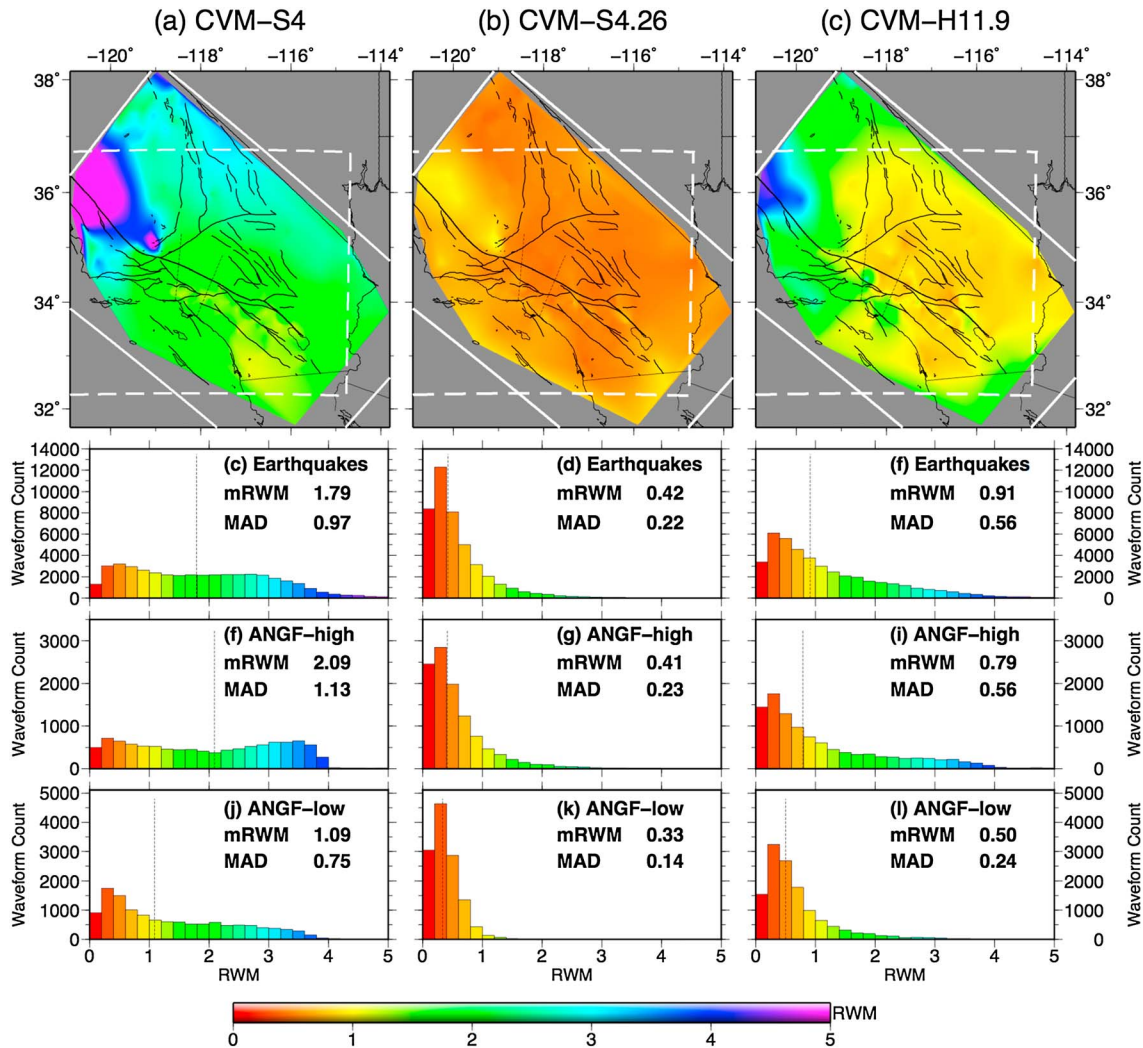 (a) CVM−S4 (b) CVM−S4.26 (c) CVM−H11.9
−120˚ −118˚ −116˚ −120˚ −118˚ −116˚ −114˚ −120˚ −118˚ −116˚ −114˚
38˚ 38˚
36˚ 36˚
34˚ 34˚
32˚ 32˚
Waveform Count
14000
12000
10000
8000
6000
4000
2000
0
(c) Earthquakes
mRWM 1.79
MAD 0.97
(d) Earthquakes
mRWM 0.42
MAD 0.22
(f) Earthquakes
mRWM 0.91
MAD 0.56
14000
12000
10000
8000
6000
4000
2000
0
Waveform Count
Waveform Count
3000
2000
1000
0
(f) ANGF−high
mRWM 2.09
MAD 1.13
(g) ANGF−high
mRWM 0.41
MAD 0.23
(i) ANGF−high
mRWM 0.79
MAD 0.56
3000
2000
1000
0
Waveform Count
Waveform Count
5000
4000
3000
2000
1000
0
(j) ANGF−low
mRWM 1.09
MAD 0.75
(k) ANGF−low
mRWM 0.33
MAD 0.14
(l) ANGF−low
mRWM 0.50
MAD 0.24
5000
4000
3000
2000
1000
0
Waveform Count
0 1 2 3 4 5 0 1 2 3 4 5 0 1 2 3 4 5
RWM RWM RWM
RWM
0 1 2 3 4 5